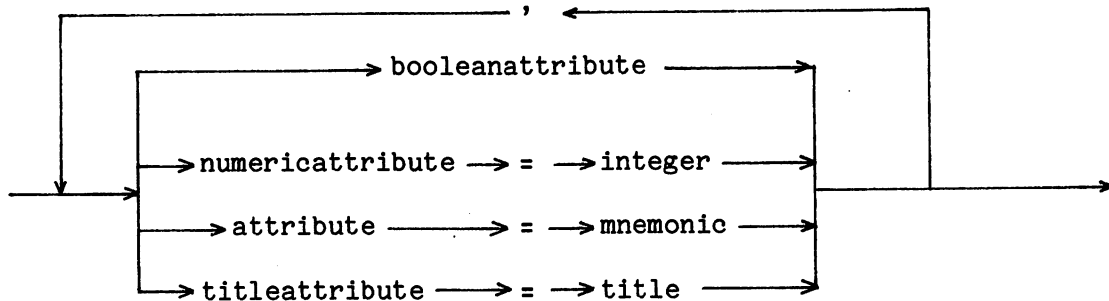 ,
booleanattribute
numericattribute = integer
attribute = mnemonic
titleattribute = title